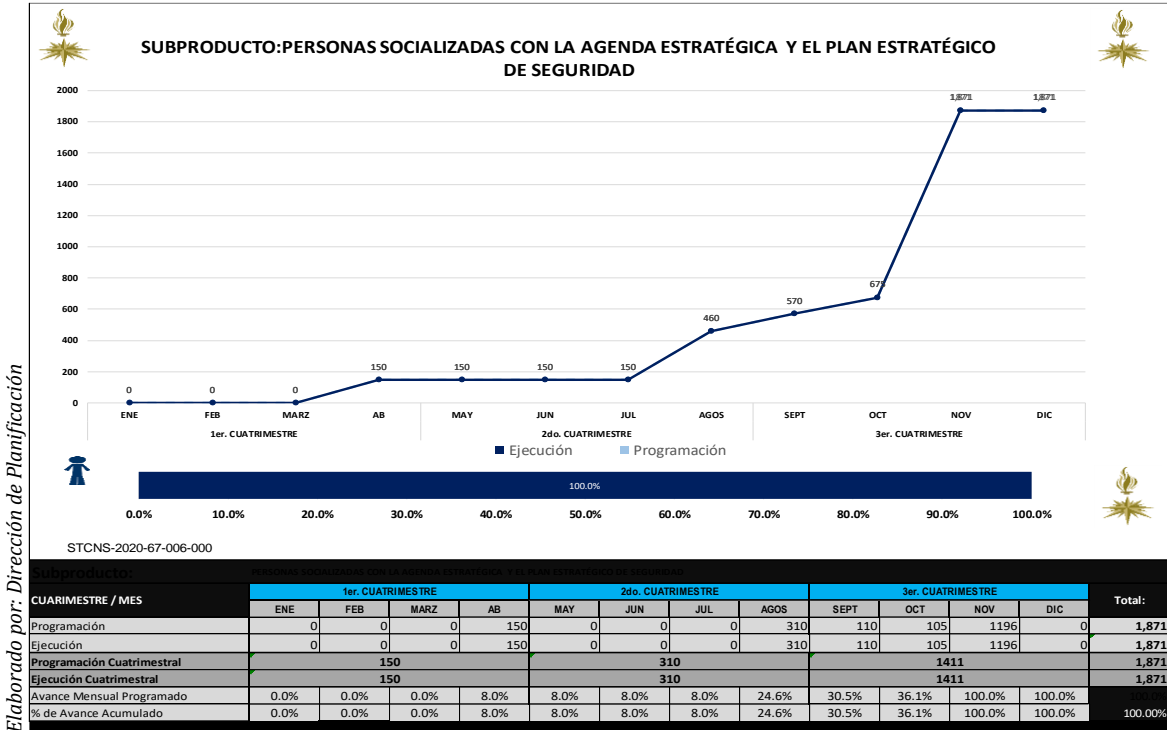 SUBPRODUCTO:PERSONAS SOCIALIZADAS CON LA AGENDA ESTRATÉGICA Y EL PLAN ESTRATÉGICO
DE SEGURIDAD
2000
1800
1600
1400
1200
1000
800
600
400
200
0
0 0 0 150 150 150 150 460 570 675 1,871 1,871
ENE FEB MARZ AB MAY JUN JUL AGOS SEPT OCT NOV DIC
1er. CUATRIMESTRE 2do. CUATRIMESTRE 3er. CUATRIMESTRE
Ejecución Programación
100.0%
0.0% 10.0% 20.0% 30.0% 40.0% 50.0% 60.0% 70.0% 80.0% 90.0% 100.0%
STCNS-2020-67-006-000
Elaborado por: Dirección de Planificación
Subproducto: PERSONAS SOCIALIZADAS CON LA AGENDA ESTRATÉGICA Y EL PLAN ESTRATÉGICO DE SEGURIDAD
CUARIMESTRE / MES 1er. CUATRIMESTRE 2do. CUATRIMESTRE 3er. CUATRIMESTRE Total:
ENE FEB MARZ AB MAY JUN JUL AGOS SEPT OCT NOV DIC
Programación 0 0 0 150 0 0 0 310 110 105 1196 0 1,871
Ejecución 0 0 0 150 0 0 0 310 110 105 1196 0 1,871
Programación Cuatrimestral 150 310 1411 1,871
Ejecución Cuatrimestral 150 310 1411 1,871
Avance Mensual Programado 0.0% 0.0% 0.0% 8.0% 8.0% 8.0% 8.0% 24.6% 30.5% 36.1% 100.0% 100.0% 100.0%
% de Avance Acumulado 0.0% 0.0% 0.0% 8.0% 8.0% 8.0% 8.0% 24.6% 30.5% 36.1% 100.0% 100.0% 100.00%